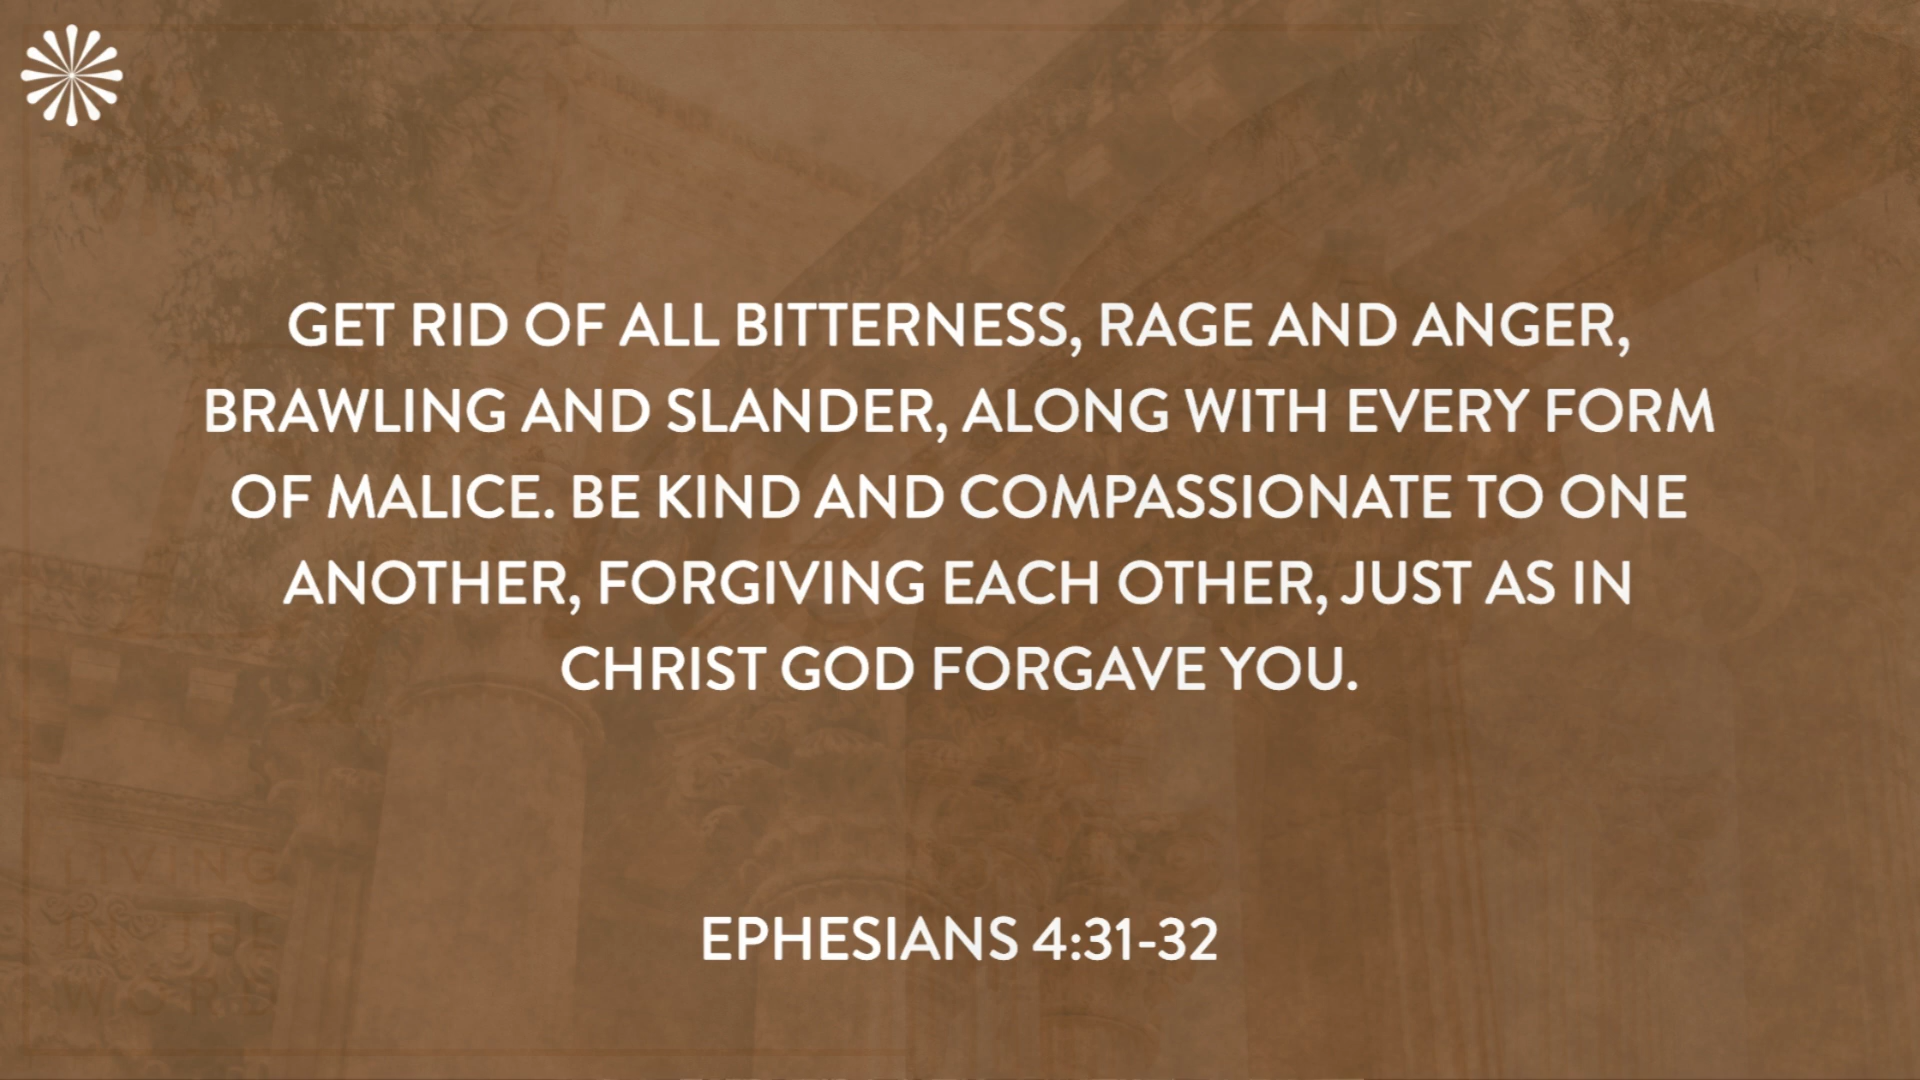 GET RID OF ALL BITTERNESS, RAGE AND ANGER,
BRAWLING AND SLANDER, ALONG WITH EVERY FORM
OF MALICE. BE KIND AND COMPASSIONATE TO ONE
ANOTHER, FORGIVING EACH OTHER, JUST AS IN
CHRIST GOD FORGAVE YOU.
LIVING
WORD
EPHESIANS 4:31-32